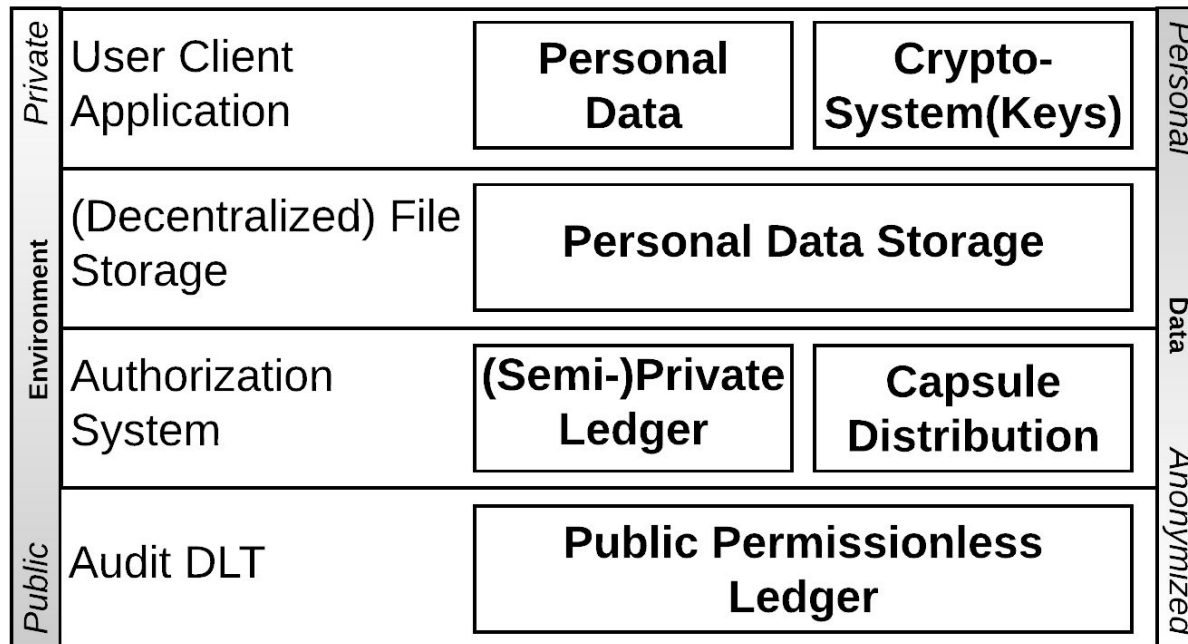 Private
Environment
Public
User Client
Application
Personal
Data
Crypto-
System(Keys)
(Decentralized) File
Storage
Personal Data Storage
Authorization
System
(Semi-)Private
Ledger
Capsule
Distribution
Audit DLT
Public Permissionless
Ledger
Personal
Data
Anonymized